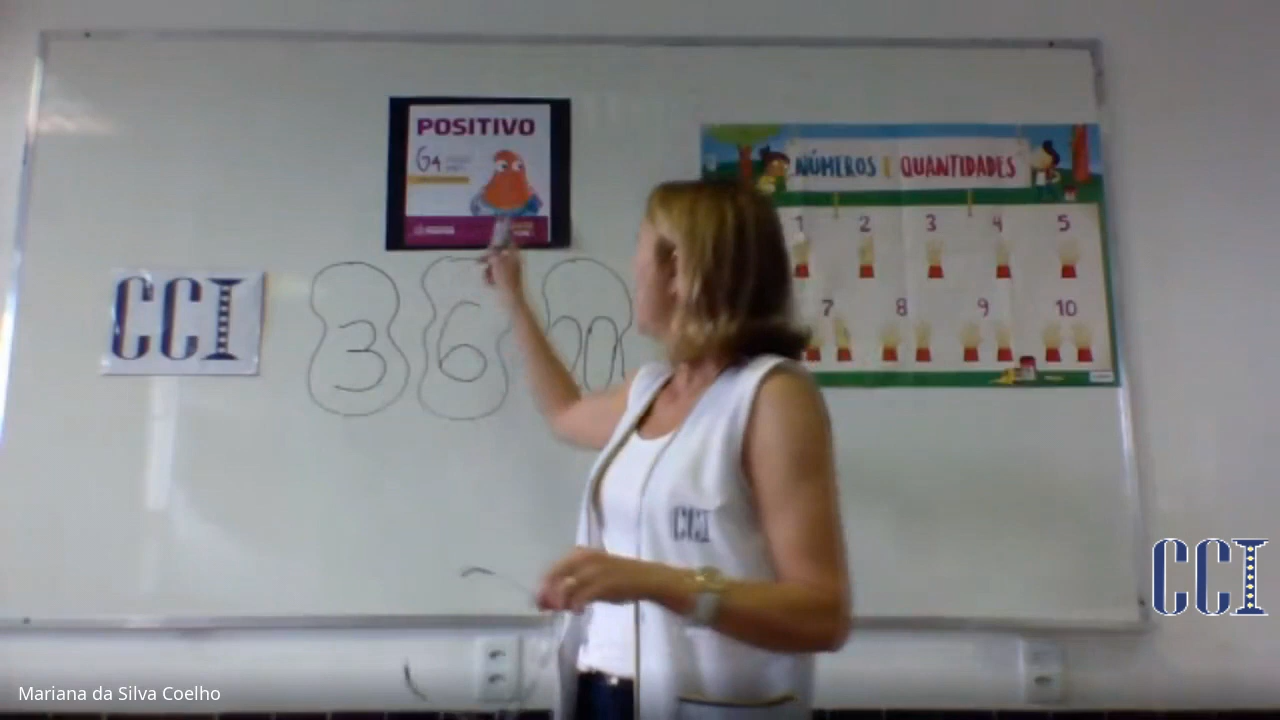 POSITIVO
G4
NÚMEROS E QUANTIDADES
1 2 3 4 5
7 8 9 10
CCI
3 6
CCI
CCI
Mariana da Silva Coelho